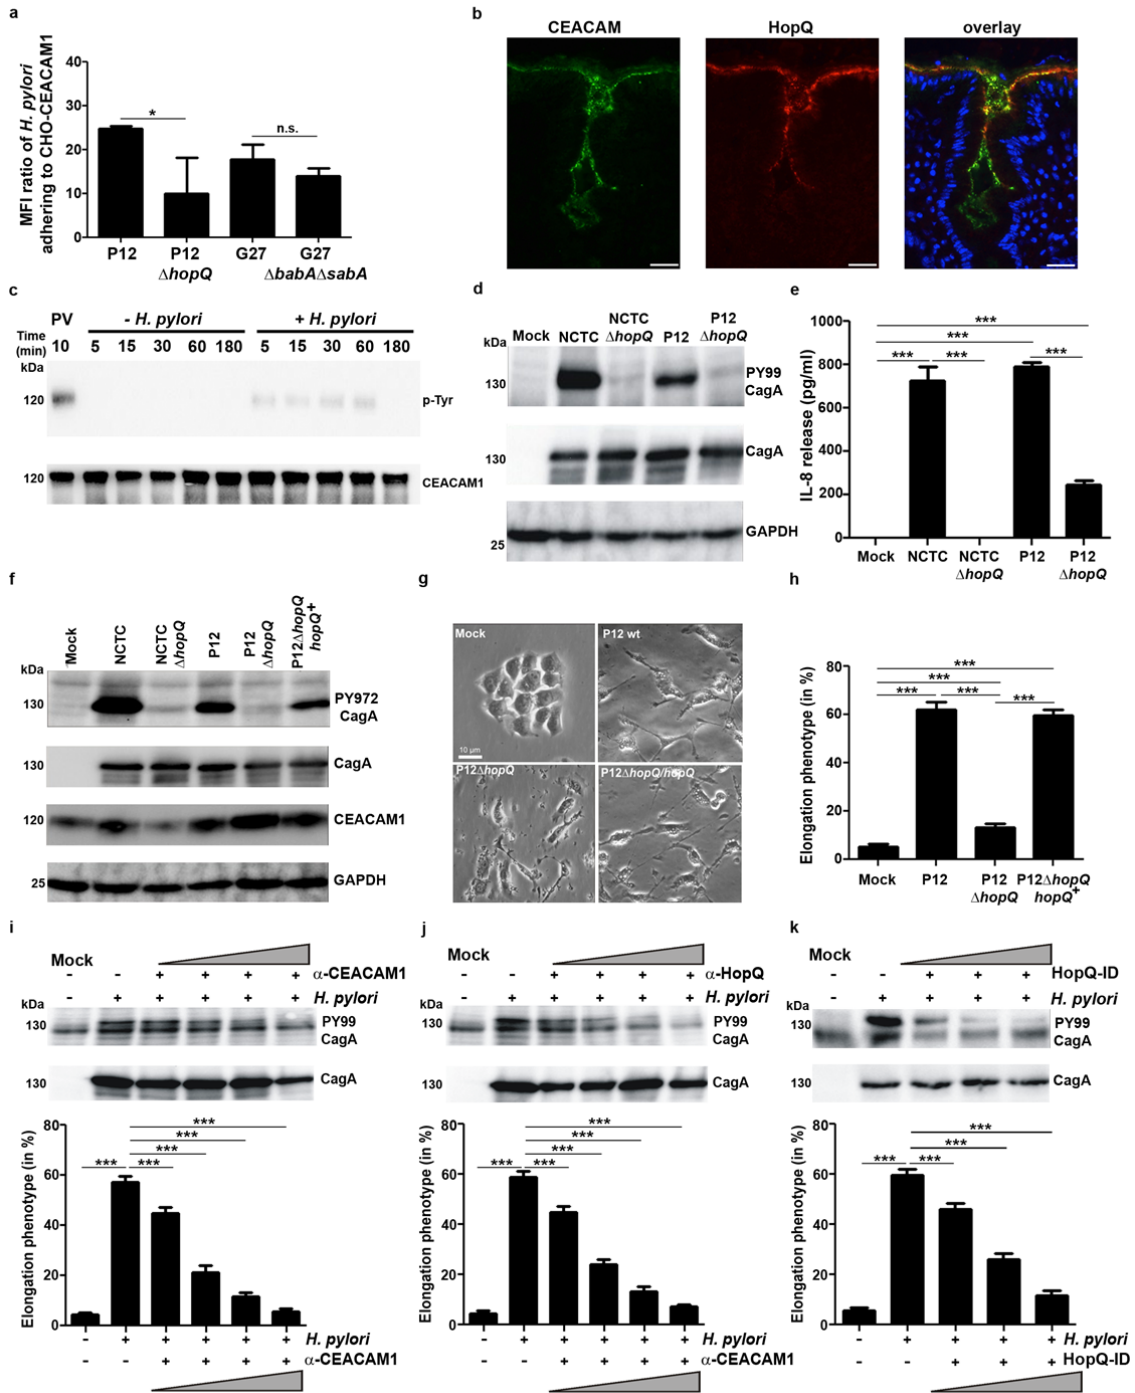 a
MFI ratio of H. pylori
adhering to CHO-CEACAM1
40
30
20
10
0
*
n.s.
P12
P12
ΔhopQ
G27
G27
ΔbabAΔsabA
b
CEACAM
HopQ
overlay
c
PV
- H. pylori
+ H. pylori
Time
(min)
10 5 15 30 60 180 5 15 30 60 180
kDa
120
p-Tyr
120
CEACAM1
d
Mock NCTC NCTC ΔhopQ P12 P12 ΔhopQ
kDa
130
PY99
CagA
130
CagA
25
GAPDH
e
IL-8 release (pg/ml)
1000
800
600
400
200
0
***
***
*** *** ***
Mock NCTC NCTC ΔhopQ P12 P12 ΔhopQ
f
Mock NCTC NCTC ΔhopQ P12 P12 ΔhopQ P12ΔhopQ hopQ+
kDa
130
PY972
CagA
130
CagA
120
CEACAM1
25
GAPDH
g
Mock
10 µm
P12 wt
P12ΔhopQ
P12ΔhopQ/hopQ
h
Elongation phenotype (in %)
80
60
40
20
0
***
***
*** *** ***
Mock P12 P12 ΔhopQ P12ΔhopQ hopQ+
i
Mock
- - + + + + α-CEACAM1
- + + + + + H. pylori
kDa
130
PY99
CagA
130
CagA
Elongation phenotype (in %)
80
60
40
20
0
***
***
***
*** ***
- + + + + + H. pylori
- - + + + + α-CEACAM1
j
Mock
- - + + + + α-HopQ
- + + + + + H. pylori
kDa
130
PY99
CagA
130
CagA
Elongation phenotype (in %)
80
60
40
20
0
***
***
***
*** ***
- + + + + + H. pylori
- - + + + + α-CEACAM1
k
Mock
- - + + + HopQ-ID
- + + + + H. pylori
kDa
130
PY99
CagA
130
CagA
Elongation phenotype (in %)
80
60
40
20
0
***
***
*** ***
- + + + + H. pylori
- - + + + HopQ-ID